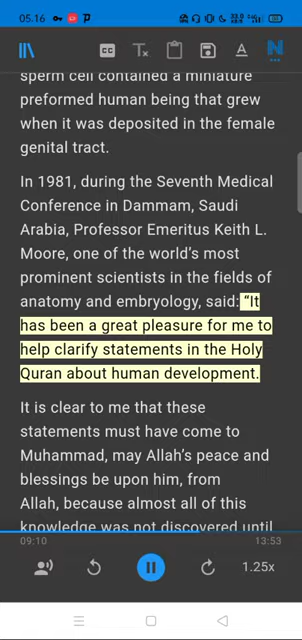 05.16
sperm cell contained a miniature
preformed human being that grew
when it was deposited in the female
genital tract.
In 1981, during the Seventh Medical
Conference in Dammam, Saudi
Arabia, Professor Emeritus Keith L.
Moore, one of the world's most
prominent scientists in the fields of
anatomy and embryology, said: “It
has been a great pleasure for me to
help clarify statements in the Holy
Quran about human development.
It is clear to me that these
statements must have come to
Muhammad, may Allah's peace and
blessings be upon him, from
Allah, because almost all of this
knowledge was not discovered until
09:10 13:53
1.25x